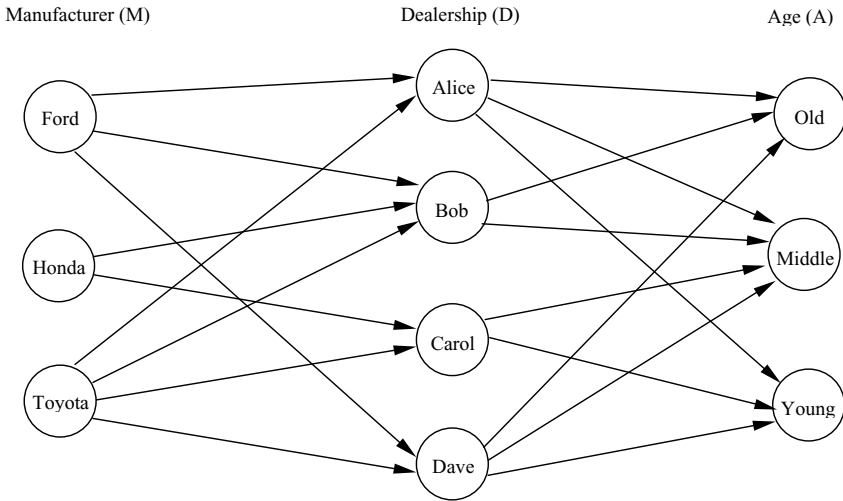 Manufacturer (M)
Dealership (D)
Age (A)
Ford
Honda
Toyota
Alice
Bob
Carol
Dave
Old
Middle
Young